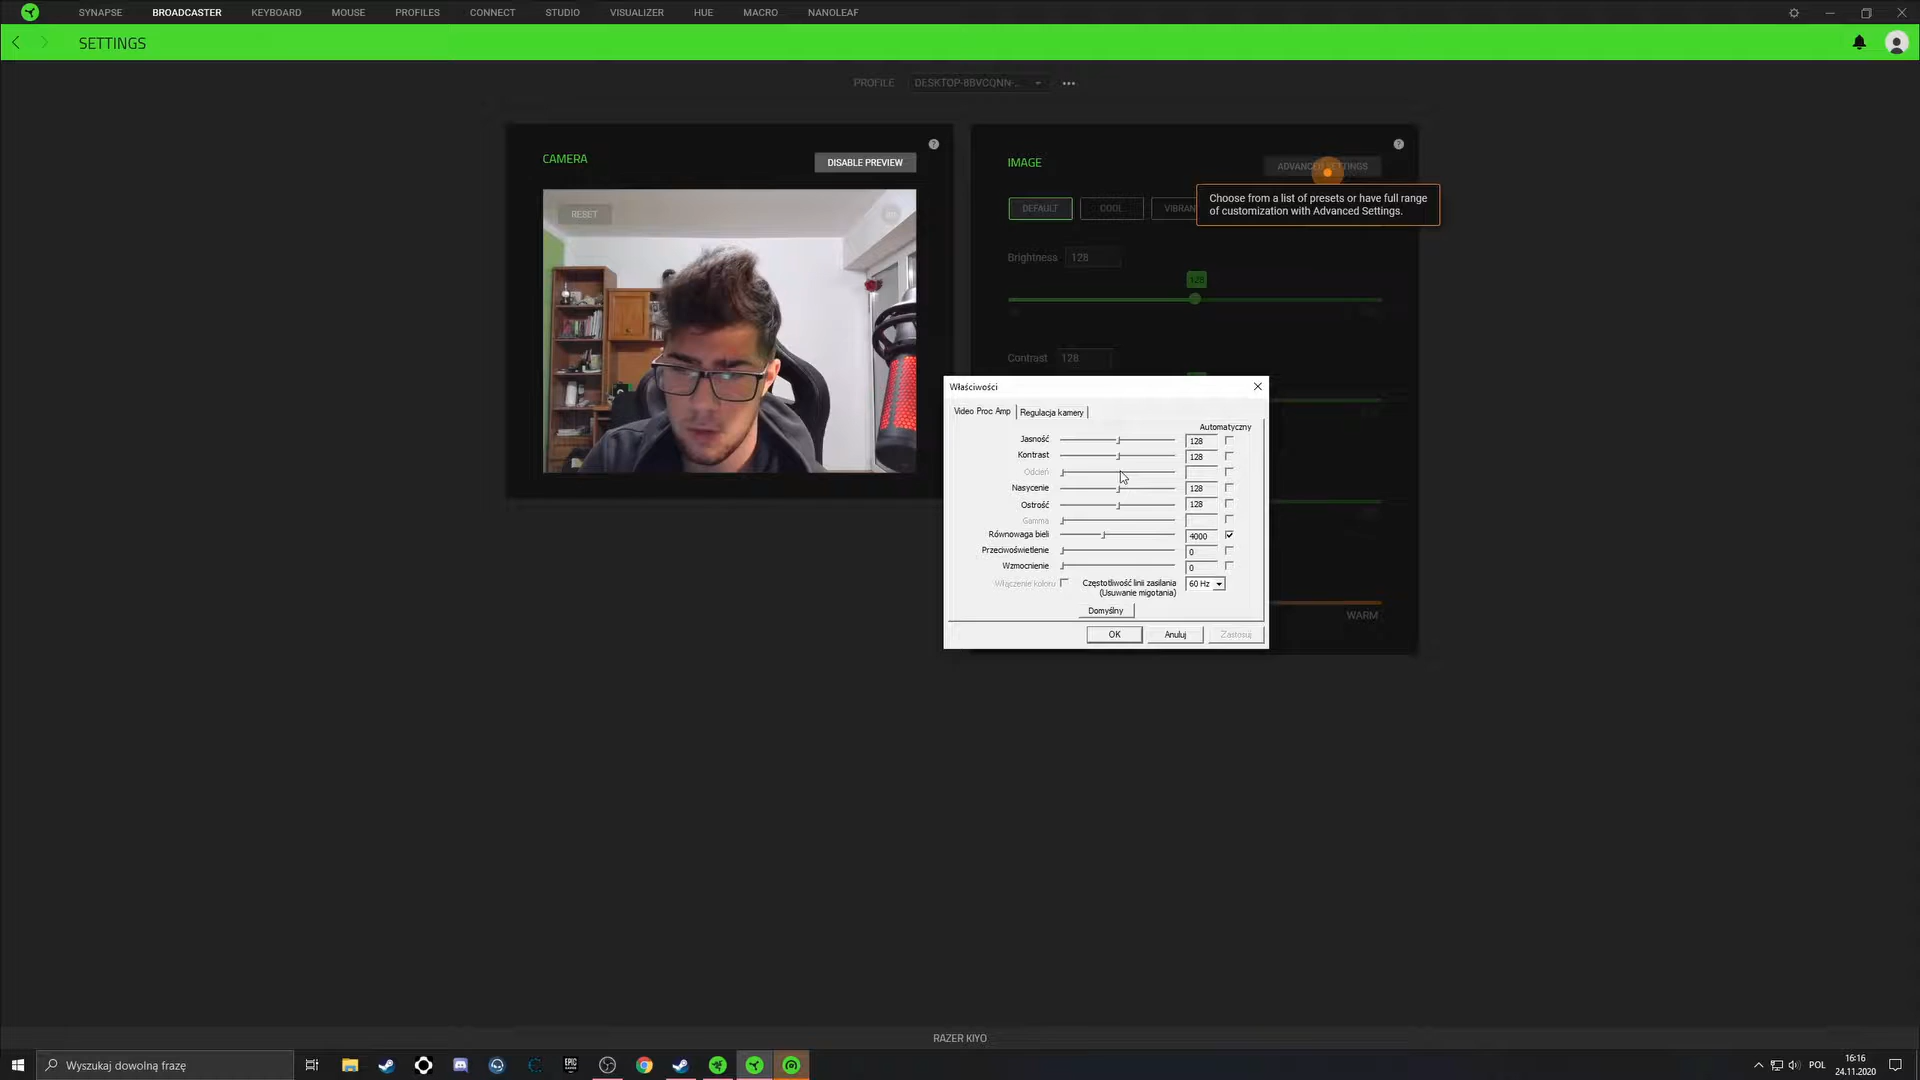 SYNAPSE BROADCASTER KEYBOARD MOUSE PROFILES CONNECT STUDIO VISUALIZER HUE MACRO NANOLEAF
SETTINGS
PROFILE DESKTOP-8BVCQNN-...
CAMERA
DISABLE PREVIEW
?
RESET
IMAGE
ADVANCED SETTINGS
?
Choose from a list of presets or have full range
of customization with Advanced Settings.
DEFAULT COOL VIBRAN
Brightness 128
128
Contrast 128
Właściwości
Video Proc Amp Regulacja kamery
Automatyczny
Jasność 128
Kontrast 128
Odcień
Nasycenie 128
Ostrość 128
Gamma
Równowaga bieli 4000
Przeciwoświetlenie 0
Wzmocnienie 0
Włączenie koloru Częstotliwość linii zasilania 60 Hz
(Usuwanie migotania)
Domyślny
OK Anuluj Zastosuj
WARM
RAZER KIYO
Wyszukaj dowolną frazę
EPIC
POL
16:16
24.11.2020